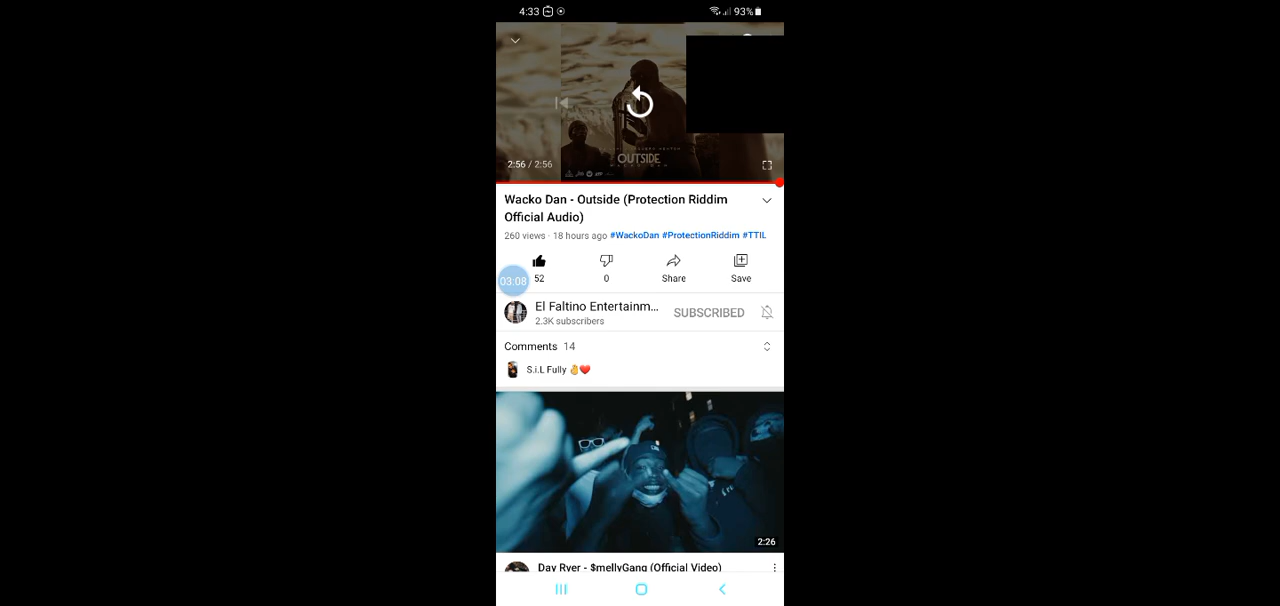 4:33
93%
OUTSIDE
WACKO DAN
2:56 / 2:56
Wacko Dan - Outside (Protection Riddim
Official Audio)
260 views · 18 hours ago #WackoDan #ProtectionRiddim #TTIL
52
0
Share
Save
03:08
El Faltino Entertainm...
SUBSCRIBED
2.3K subscribers
Comments 14
S.i.L Fully 🤚❤️
2:26
Day Ryer - $mellyGang (Official Video)